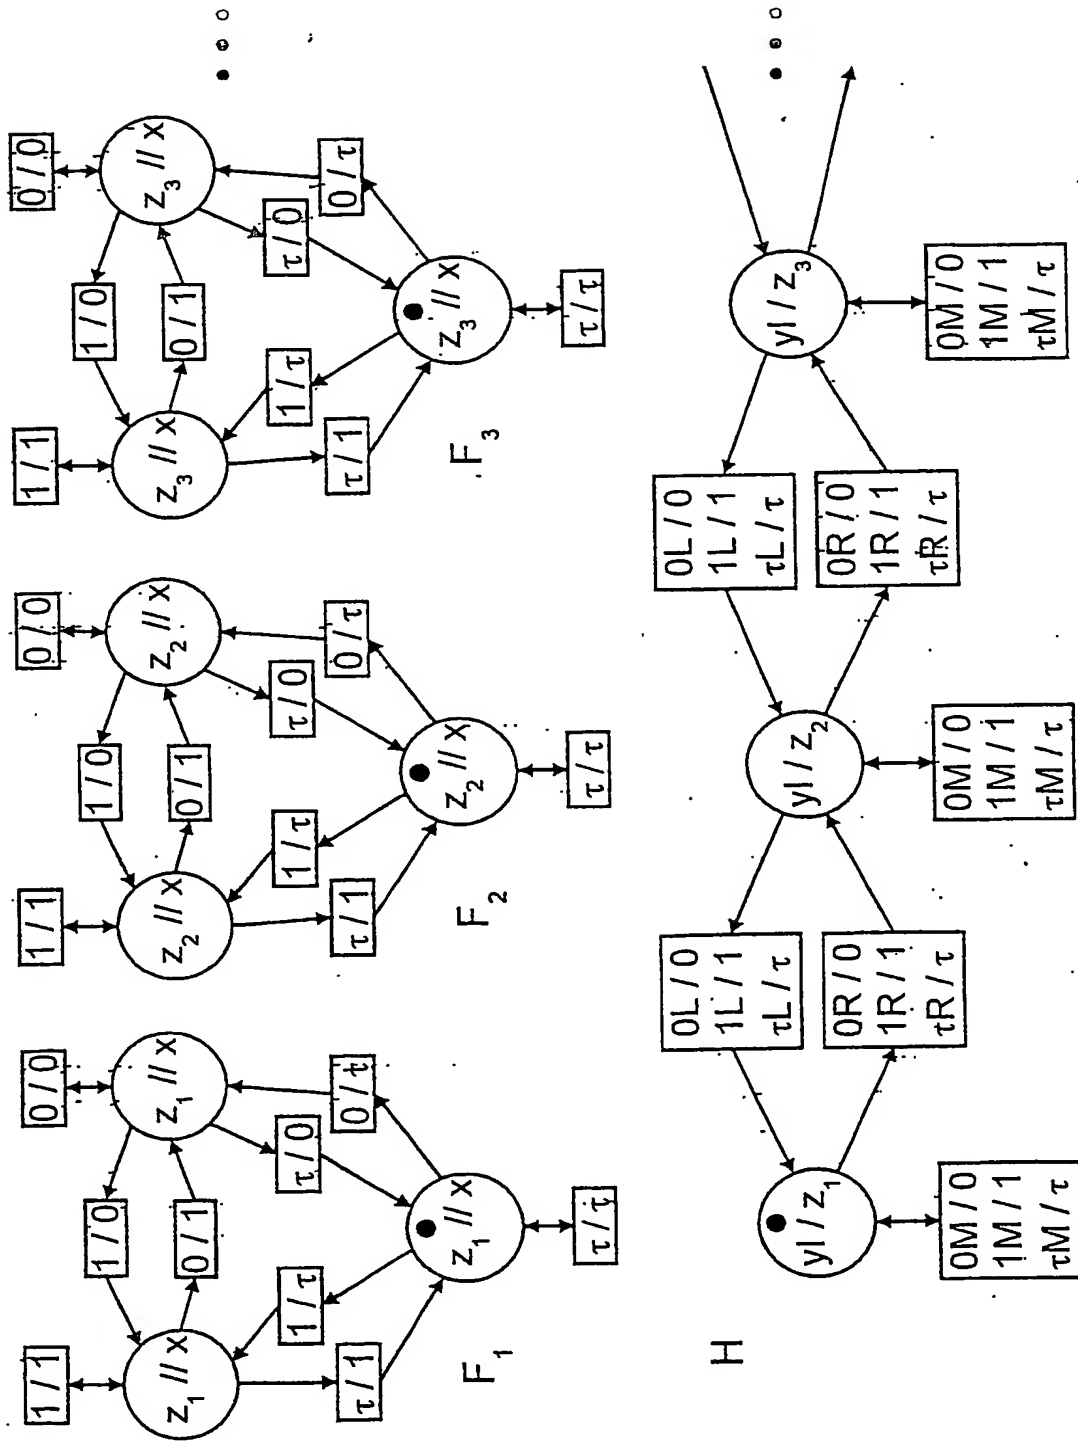 1 / 1
0 / 0
1 / 0
z₁ // x
z₁ // x
0 / 1
1 / τ
τ / 0
τ / 1
0 / t
z₁ // x
F₁
τ / τ
1 / 1
0 / 0
1 / 0
z₂ // x
z₂ // x
0 / 1
1 / τ
τ / 0
τ / 1
0 / τ
z₂ // x
F₂
τ / τ
1 / 1
0 / 0
1 / 0
z₃ // x
z₃ // x
0 / 1
1 / τ
τ / 0
τ / 1
0 / τ
z₃ // x
F₃
τ / τ
H
0L / 0
1L / 1
τL / τ
0L / 0
1L / 1
τL / τ
yl / z₁
yl / z₂
yl / z₃
0R / 0
1R / 1
τR / τ
0R / 0
1R / 1
τR / τ
0M / 0
1M / 1
τM / τ
0M / 0
1M / 1
τM / τ
0M / 0
1M / 1
τM / τ